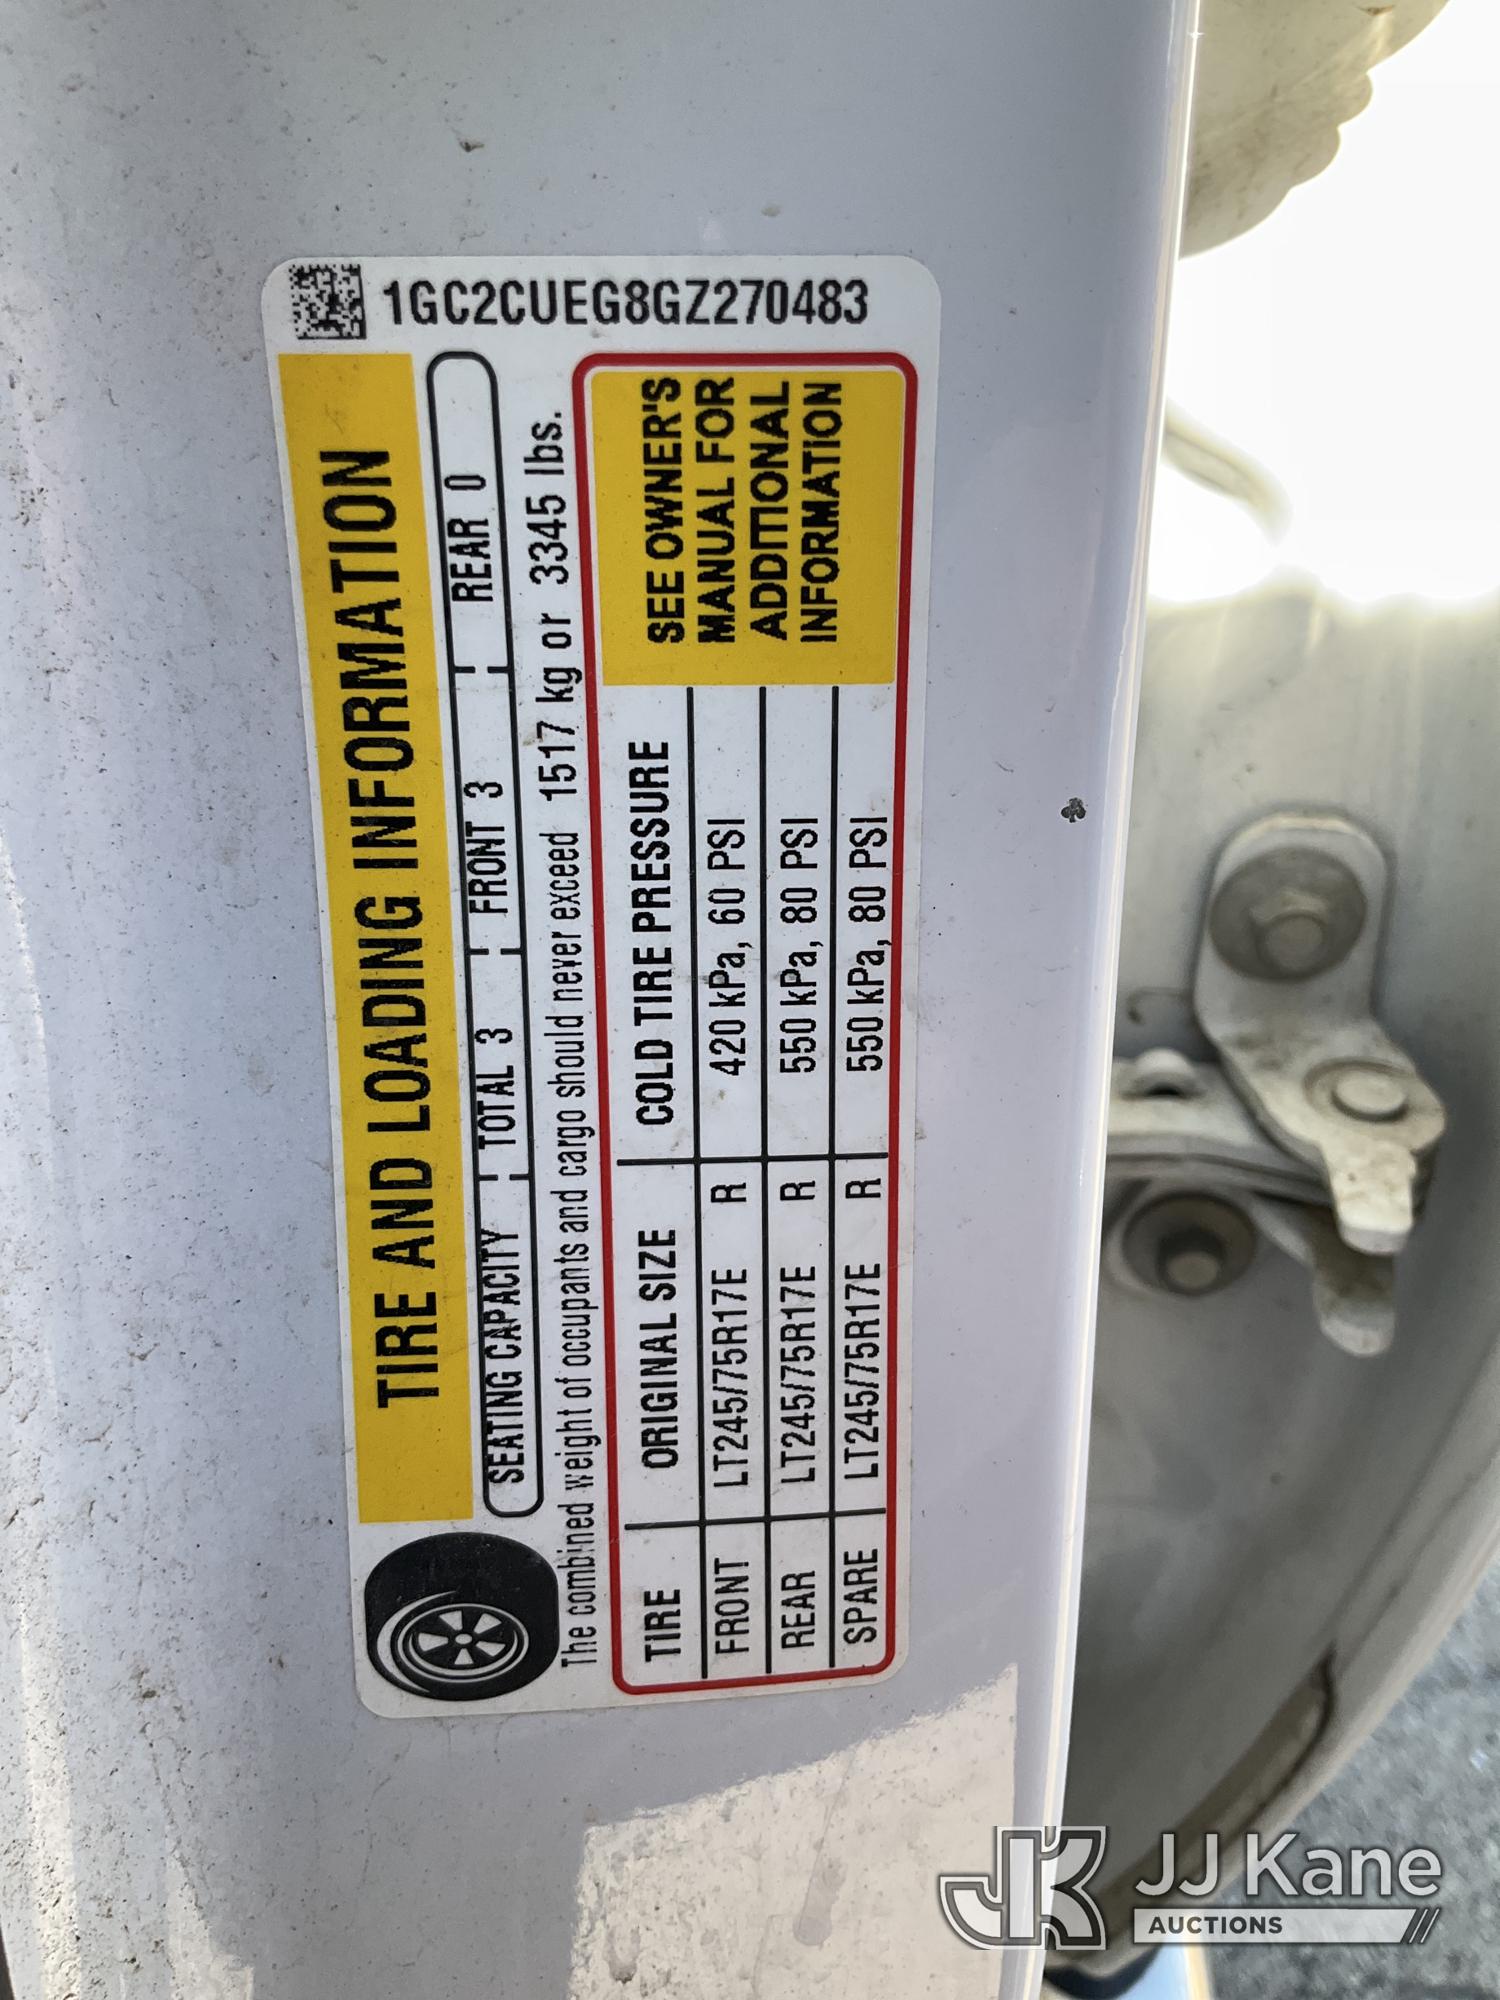 1GC2CUEG8GZ270483
TIRE AND LOADING INFORMATION
SEATING CAPACITY TOTAL 3 FRONT 3 REAR 0
The combined weight of occupants and cargo should never exceed 1517 kg or 3345 lbs.
TIRE ORIGINAL SIZE COLD TIRE PRESSURE
FRONT LT245/75R17E R 420 kPa, 60 PSI
REAR LT245/75R17E R 550 kPa, 80 PSI
SPARE LT245/75R17E R 550 kPa, 80 PSI
SEE OWNER'S
MANUAL FOR
ADDITIONAL
INFORMATION
JK JJ Kane
AUCTIONS